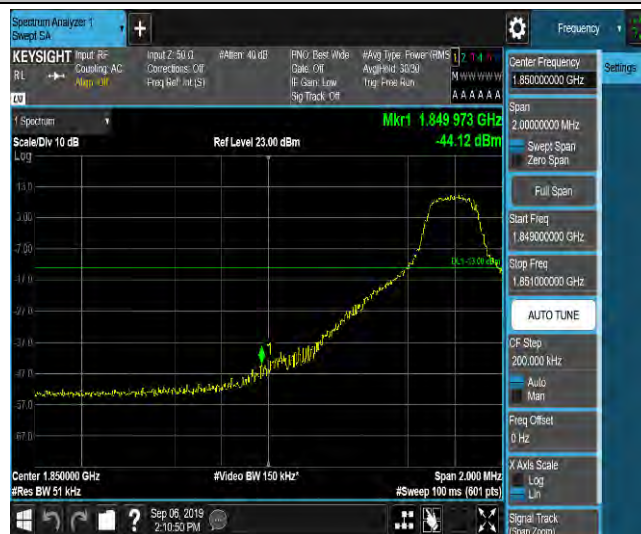 Spectrum Analyzer 1
Swept SA
Frequency
KEYSIGHT
RL
Input: RF
Coupling: AC
Align: Off
Input Z: 50 Ω
Corrections: Off
Freq Ref: Int (S)
#Atten: 40 dB
PNO: Best Wide
Gate: Off
IF Gain: Low
Sig Track: Off
#Avg Type: Power (RMS
Avg|Hold: 30/30
Trig: Free Run
M W W W W W
A A A A A A
1 Spectrum
Scale/Div 10 dB
Log
Ref Level 23.00 dBm
Mkr1 1.849 973 GHz
-44.12 dBm
13.0
3.00
-7.00
DL1 -13.00 dBm
-17.0
-27.0
-37.0
-47.0
-57.0
-67.0
1
Center 1.850000 GHz
#Res BW 51 kHz
#Video BW 150 kHz*
Span 2.000 MHz
#Sweep 100 ms (601 pts)
Sep 06, 2019
2:10:50 PM
Settings
Center Frequency
1.850000000 GHz
Span
2.00000000 MHz
Swept Span
Zero Span
Full Span
Start Freq
1.849000000 GHz
Stop Freq
1.851000000 GHz
AUTO TUNE
CF Step
200.000 kHz
Auto
Man
Freq Offset
0 Hz
X Axis Scale
Log
Lin
Signal Track
(Span Zoom)